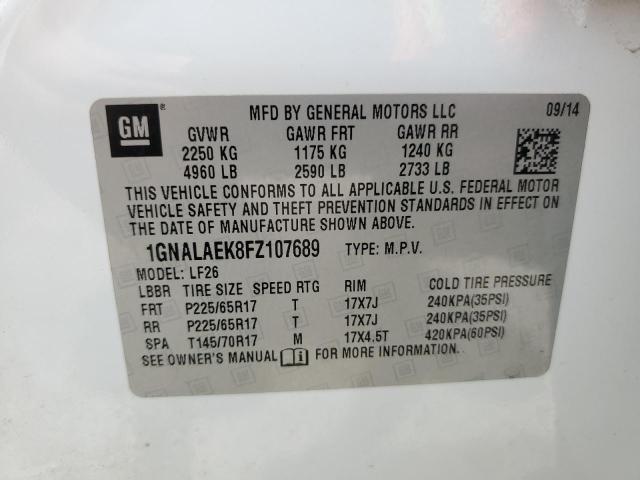 GM ® MFD BY GENERAL MOTORS LLC 09/14
GVWR GAWR FRT GAWR RR
2250 KG 1175 KG 1240 KG
4960 LB 2590 LB 2733 LB
THIS VEHICLE CONFORMS TO ALL APPLICABLE U.S. FEDERAL MOTOR
VEHICLE SAFETY AND THEFT PREVENTION STANDARDS IN EFFECT ON
THE DATE OF MANUFACTURE SHOWN ABOVE.
1GNALAEK8FZ107689 TYPE: M.P.V.
MODEL: LF26
LBBR TIRE SIZE SPEED RTG RIM COLD TIRE PRESSURE
FRT P225/65R17 T 17X7J 240KPA(35PSI)
RR P225/65R17 T 17X7J 240KPA(35PSI)
SPA T145/70R17 M 17X4.5T 420KPA(60PSI)
SEE OWNER'S MANUAL FOR MORE INFORMATION.